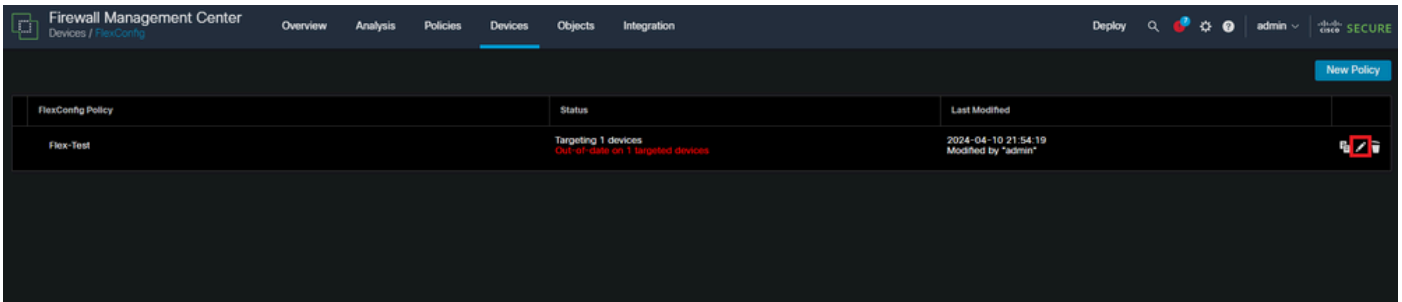 Firewall Management Center
Devices / FlexConfig
Overview Analysis Policies Devices Objects Integration Deploy admin cisco SECURE
New Policy
FlexConfig Policy Status Last Modified
Flex-Test
Targeting 1 devices
Out-of-date on 1 targeted devices
2024-04-10 21:54:19
Modified by "admin"